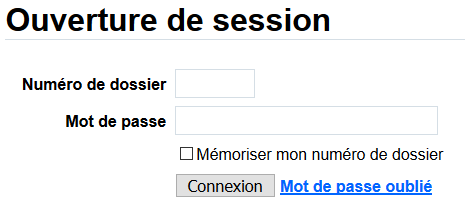 Ouverture de session
Numéro de dossier
Mot de passe
Mémoriser mon numéro de dossier
Connexion Mot de passe oublié